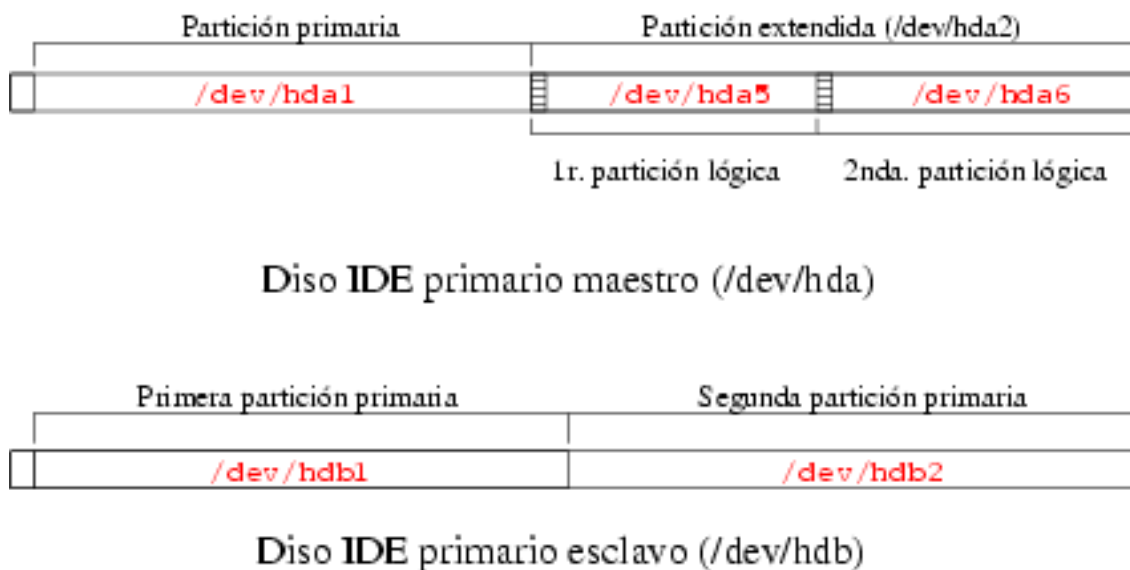 Partición primaria Partición extendida (/dev/hda2)
/dev/hda1 /dev/hda5 /dev/hda6
1r. partición lógica 2nda. partición lógica
Diso IDE primario maestro (/dev/hda)
Primera partición primaria Segunda partición primaria
/dev/hdb1 /dev/hdb2
Diso IDE primario esclavo (/dev/hdb)